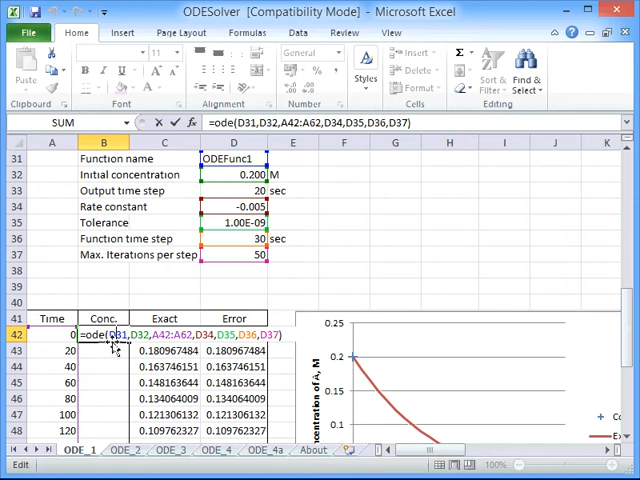 ODESolver [Compatibility Mode] - Microsoft Excel
File Home Insert Page Layout Formulas Data Review View
Paste
General
Styles
Insert
Delete
Format
Sort & Filter
Find & Select
Clipboard Font Alignment Number Cells Editing
SUM =ode(D31,D32,A42:A62,D34,D35,D36,D37)
A B C D E F G H I J K
31 Function name ODEFunc1
32 Initial concentration 0.200 M
33 Output time step 20 sec
34 Rate constant -0.005
35 Tolerance 1.00E-09
36 Function time step 30 sec
37 Max. Iterations per step 50
38
39
40
41 Time Conc. Exact Error
42 0 =ode(D31,D32,A42:A62,D34,D35,D36,D37)
43 20 0.180967484 0.180967484
44 40 0.163746151 0.163746151
45 60 0.148163644 0.148163644
46 80 0.134064009 0.134064009
47 100 0.121306132 0.121306132
48 120 0.109762327 0.109762327
0.25
0.2
0.15
0.1
concentration of A, M
ODE_1 ODE_2 ODE_3 ODE_4 ODE_4a About
Edit 100%